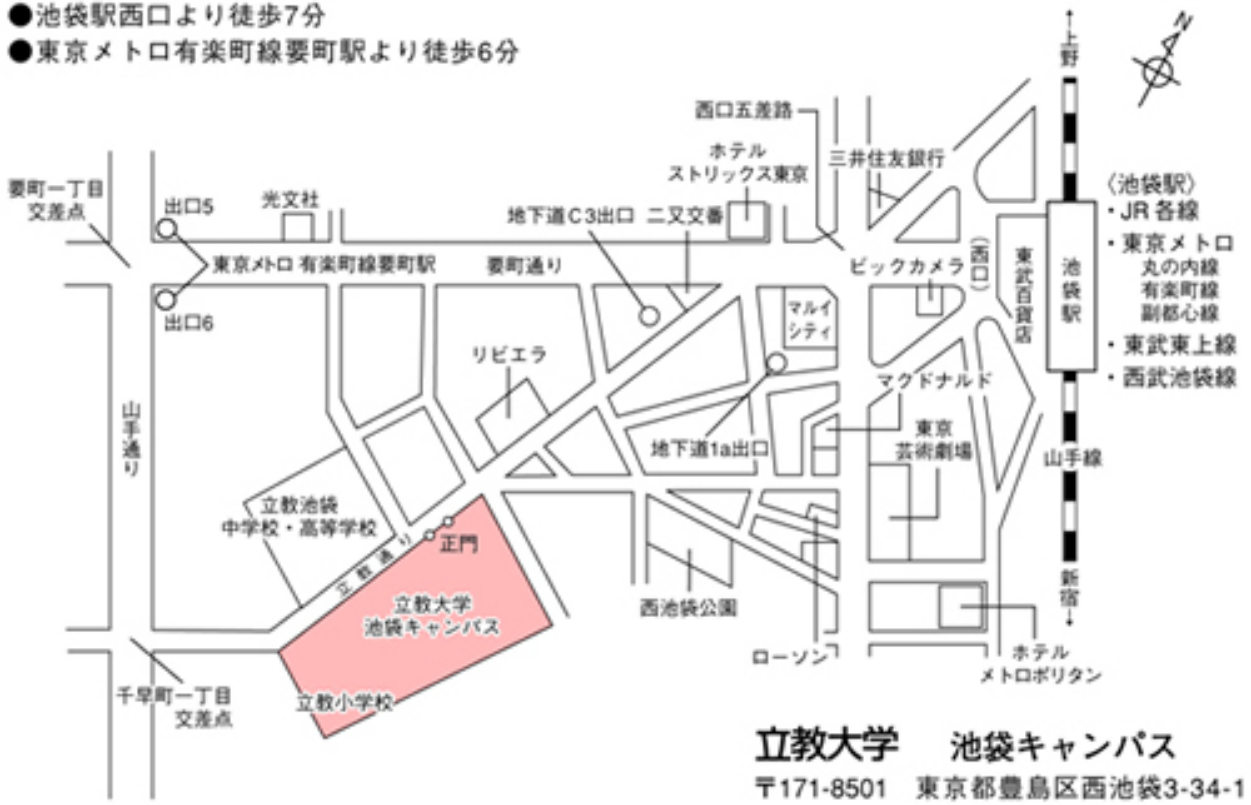 ●池袋駅西口より徒歩7分
●東京メトロ有楽町線要町駅より徒歩6分
N
←上野
西口五差路
ホテル
ストリックス東京
三井住友銀行
要町一丁目
交差点
出口5
光文社
地下道C3出口
二又交番
〈池袋駅〉
・JR 各線
・東京メトロ
丸の内線
有楽町線
副都心線
・東武東上線
・西武池袋線
東京メトロ 有楽町線要町駅
要町通り
ビックカメラ
(西口)
東武百貨店
池袋駅
出口6
マルイ
シティ
リビエラ
マクドナルド
山手通り
地下道1a出口
東京
芸術劇場
山手線
立教池袋
中学校・高等学校
正門
立教通り
立教大学
池袋キャンパス
西池袋公園
新宿→
ローソン
ホテル
メトロポリタン
千早町一丁目
交差点
立教小学校
立教大学 池袋キャンパス
〒171-8501 東京都豊島区西池袋3-34-1